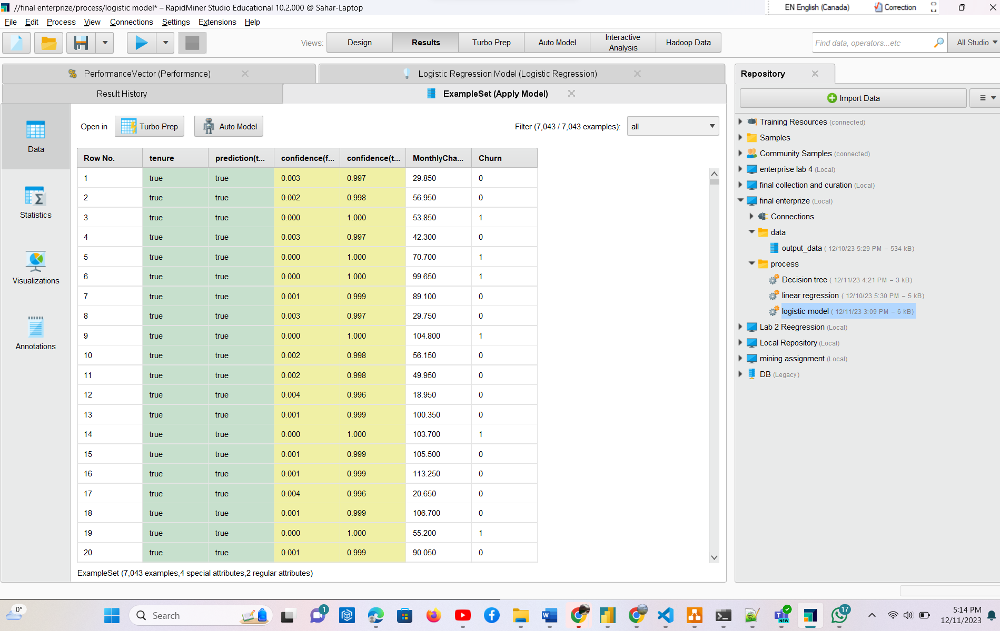 //final enterprize/process/logistic model* – RapidMiner Studio Educational 10.2.000 @ Sahar-Laptop
EN English (Canada) Correction
File Edit Process View Connections Settings Extensions Help
Views: Design Results Turbo Prep Auto Model Interactive Analysis Hadoop Data
Find data, operators...etc All Studio
PerformanceVector (Performance) Logistic Regression Model (Logistic Regression)
Result History ExampleSet (Apply Model)
Data
Statistics
Visualizations
Annotations
Open in Turbo Prep Auto Model Filter (7,043 / 7,043 examples): all
Row No. tenure prediction(t... confidence(f... confidence(t... MonthlyCha... Churn
1 true true 0.003 0.997 29.850 0
2 true true 0.002 0.998 56.950 0
3 true true 0.000 1.000 53.850 1
4 true true 0.003 0.997 42.300 0
5 true true 0.000 1.000 70.700 1
6 true true 0.000 1.000 99.650 1
7 true true 0.001 0.999 89.100 0
8 true true 0.003 0.997 29.750 0
9 true true 0.000 1.000 104.800 1
10 true true 0.002 0.998 56.150 0
11 true true 0.002 0.998 49.950 0
12 true true 0.004 0.996 18.950 0
13 true true 0.001 0.999 100.350 0
14 true true 0.000 1.000 103.700 1
15 true true 0.001 0.999 105.500 0
16 true true 0.001 0.999 113.250 0
17 true true 0.004 0.996 20.650 0
18 true true 0.001 0.999 106.700 0
19 true true 0.000 1.000 55.200 1
20 true true 0.001 0.999 90.050 0
ExampleSet (7,043 examples,4 special attributes,2 regular attributes)
Repository
Import Data
Training Resources (connected)
Samples
Community Samples (connected)
enterprise lab 4 (Local)
final collection and curation (Local)
final enterprize (Local)
Connections
data
output_data ( 12/10/23 5:29 PM – 534 kB)
process
Decision tree ( 12/11/23 4:21 PM – 3 kB)
linear regression ( 12/10/23 5:30 PM – 5 kB)
logistic model ( 12/11/23 3:09 PM – 6 kB)
Lab 2 Reegression (Local)
Local Repository (Local)
mining assignment (Local)
DB (Legacy)
0° Search 1 NEW 17 5:14 PM
12/11/2023